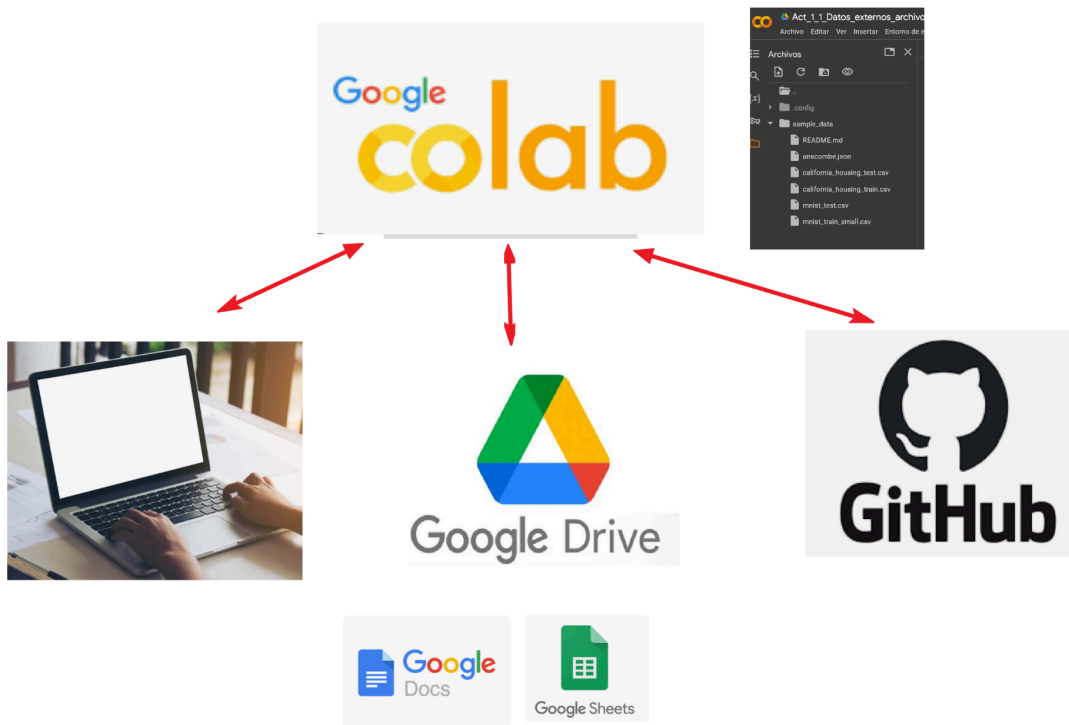 Google
colab
Act_1_1_Datos_externos_archivo
Archivo Editar Ver Insertar Entorno de e
Archivos
..
{x}
.config
sample_data
README.md
anscombe.json
california_housing_test.csv
california_housing_train.csv
mnist_test.csv
mnist_train_small.csv
Google Drive
GitHub
Google
Docs
Google Sheets